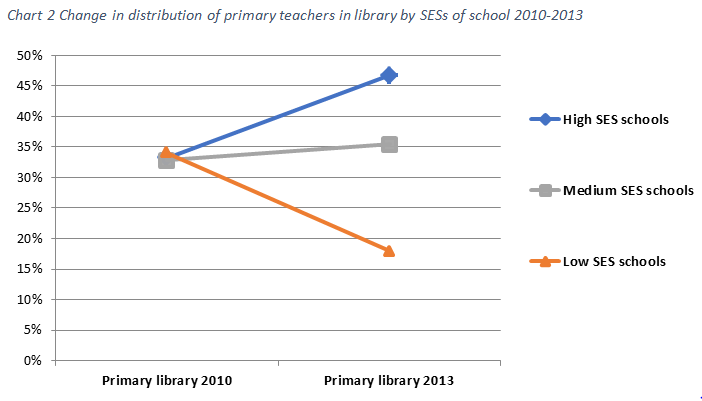 Chart 2 Change in distribution of primary teachers in library by SESs of school 2010-2013
50%
45%
40%
35%
30%
25%
20%
15%
10%
5%
0%
Primary library 2010
Primary library 2013
High SES schools
Medium SES schools
Low SES schools
.